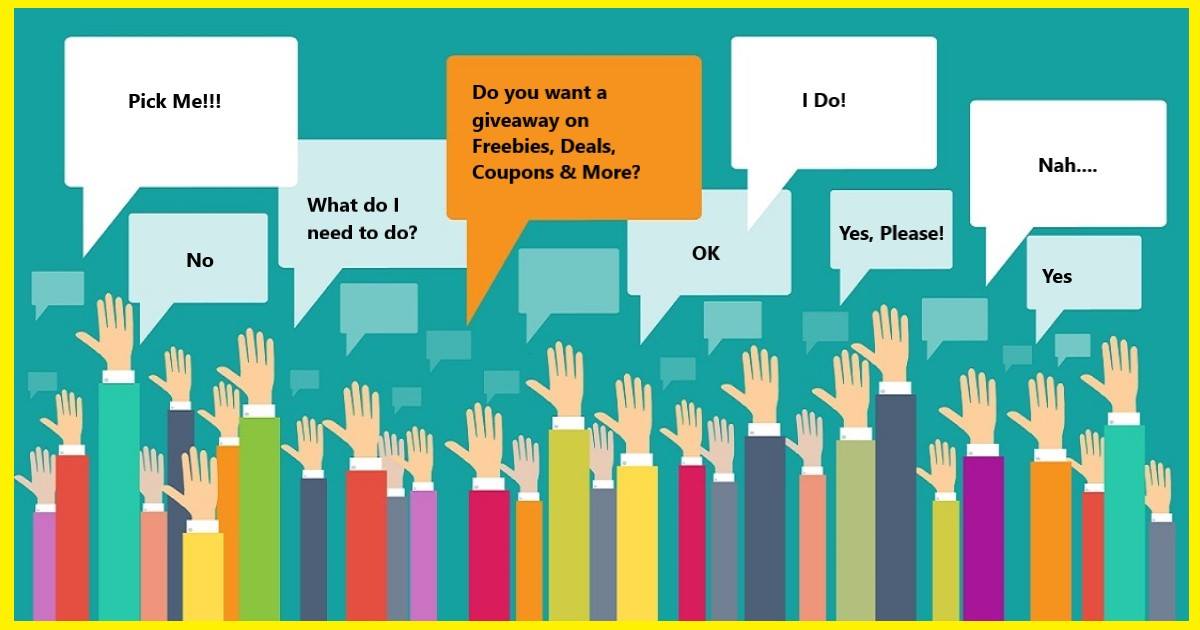 Pick Me!!!
No
What do I
need to do?
Do you want a
giveaway on
Freebies, Deals,
Coupons & More?
OK
I Do!
Yes, Please!
Nah....
Yes